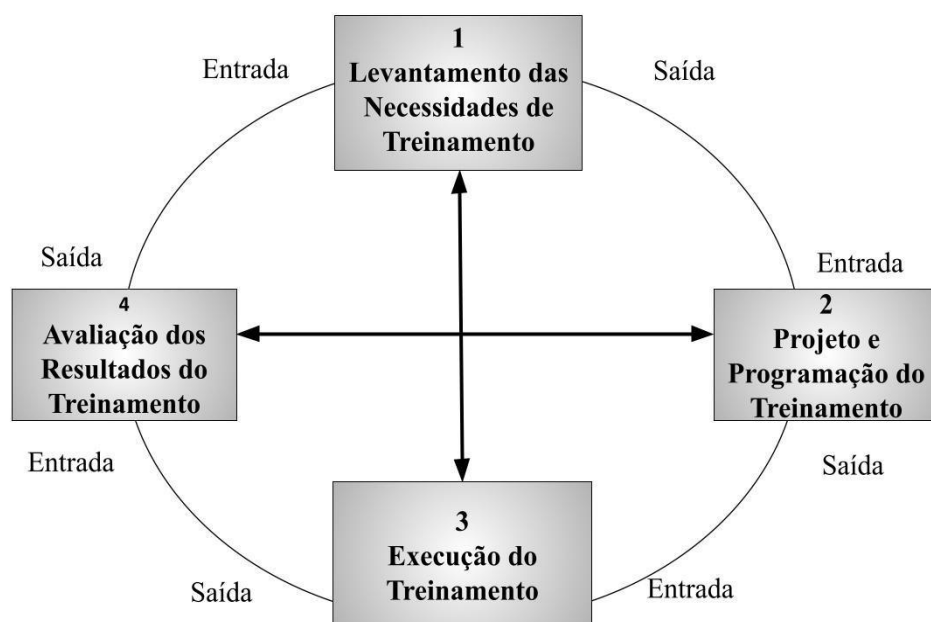 1
Levantamento das
Necessidades de
Treinamento
Entrada
Saída
Saída
Entrada
4
Avaliação dos
Resultados do
Treinamento
2
Projeto e
Programação do
Treinamento
Entrada
Saída
3
Execução do
Treinamento
Saída
Entrada